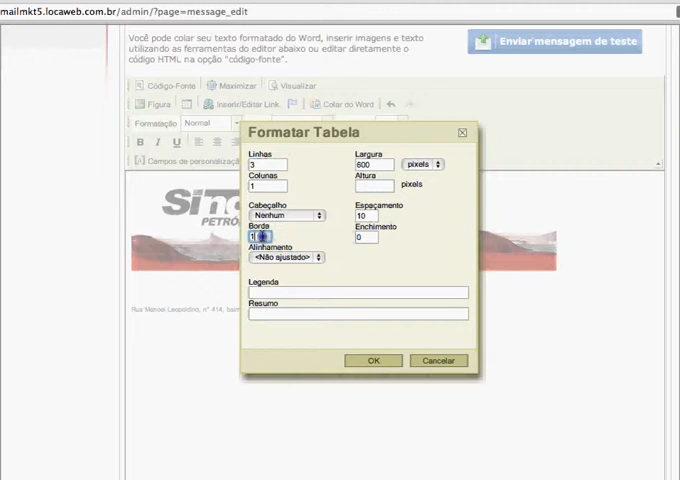 mailmkt5.locaweb.com.br/admin/?page=message_edit
Você pode colar seu texto formatado do Word, inserir imagens e texto
utilizando as ferramentas do editor abaixo ou editar diretamente o
código HTML na opção "código-fonte".
Enviar mensagem de teste
Código-Fonte Maximizar Visualizar
Figura Inserir/Editar Link Colar do Word
Formatação Normal
B I U
[A] Campos de personalizaçã
Formatar Tabela
Linhas Largura
3 600 pixels
Colunas Altura
1 pixels
Cabeçalho Espaçamento
Nenhum 10
Borda Enchimento
1 0
Alinhamento
<Não ajustado>
Legenda
Resumo
OK Cancelar
PETRÓ
Rua Manoel Leopoldino, n° 414, bair